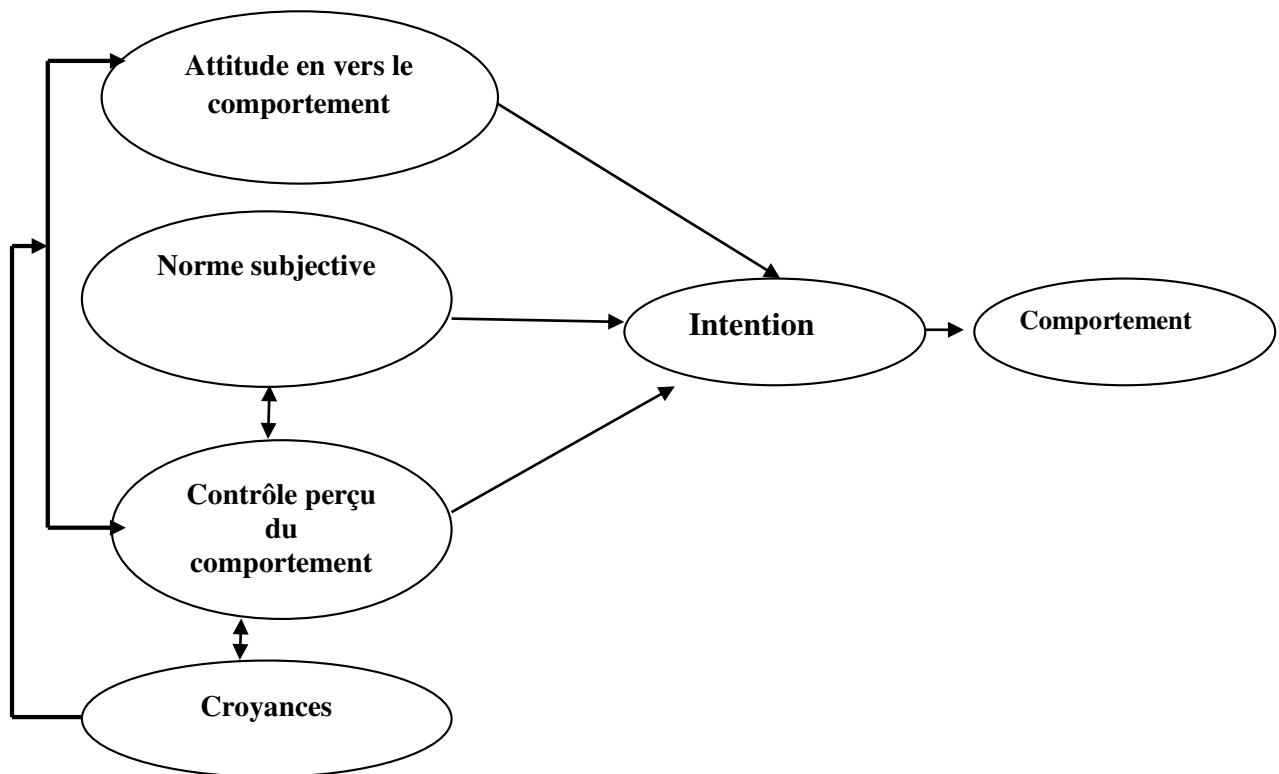 Attitude en vers le
comportement
Norme subjective
Intention
Comportement
Contrôle perçu
du
comportement
Croyances